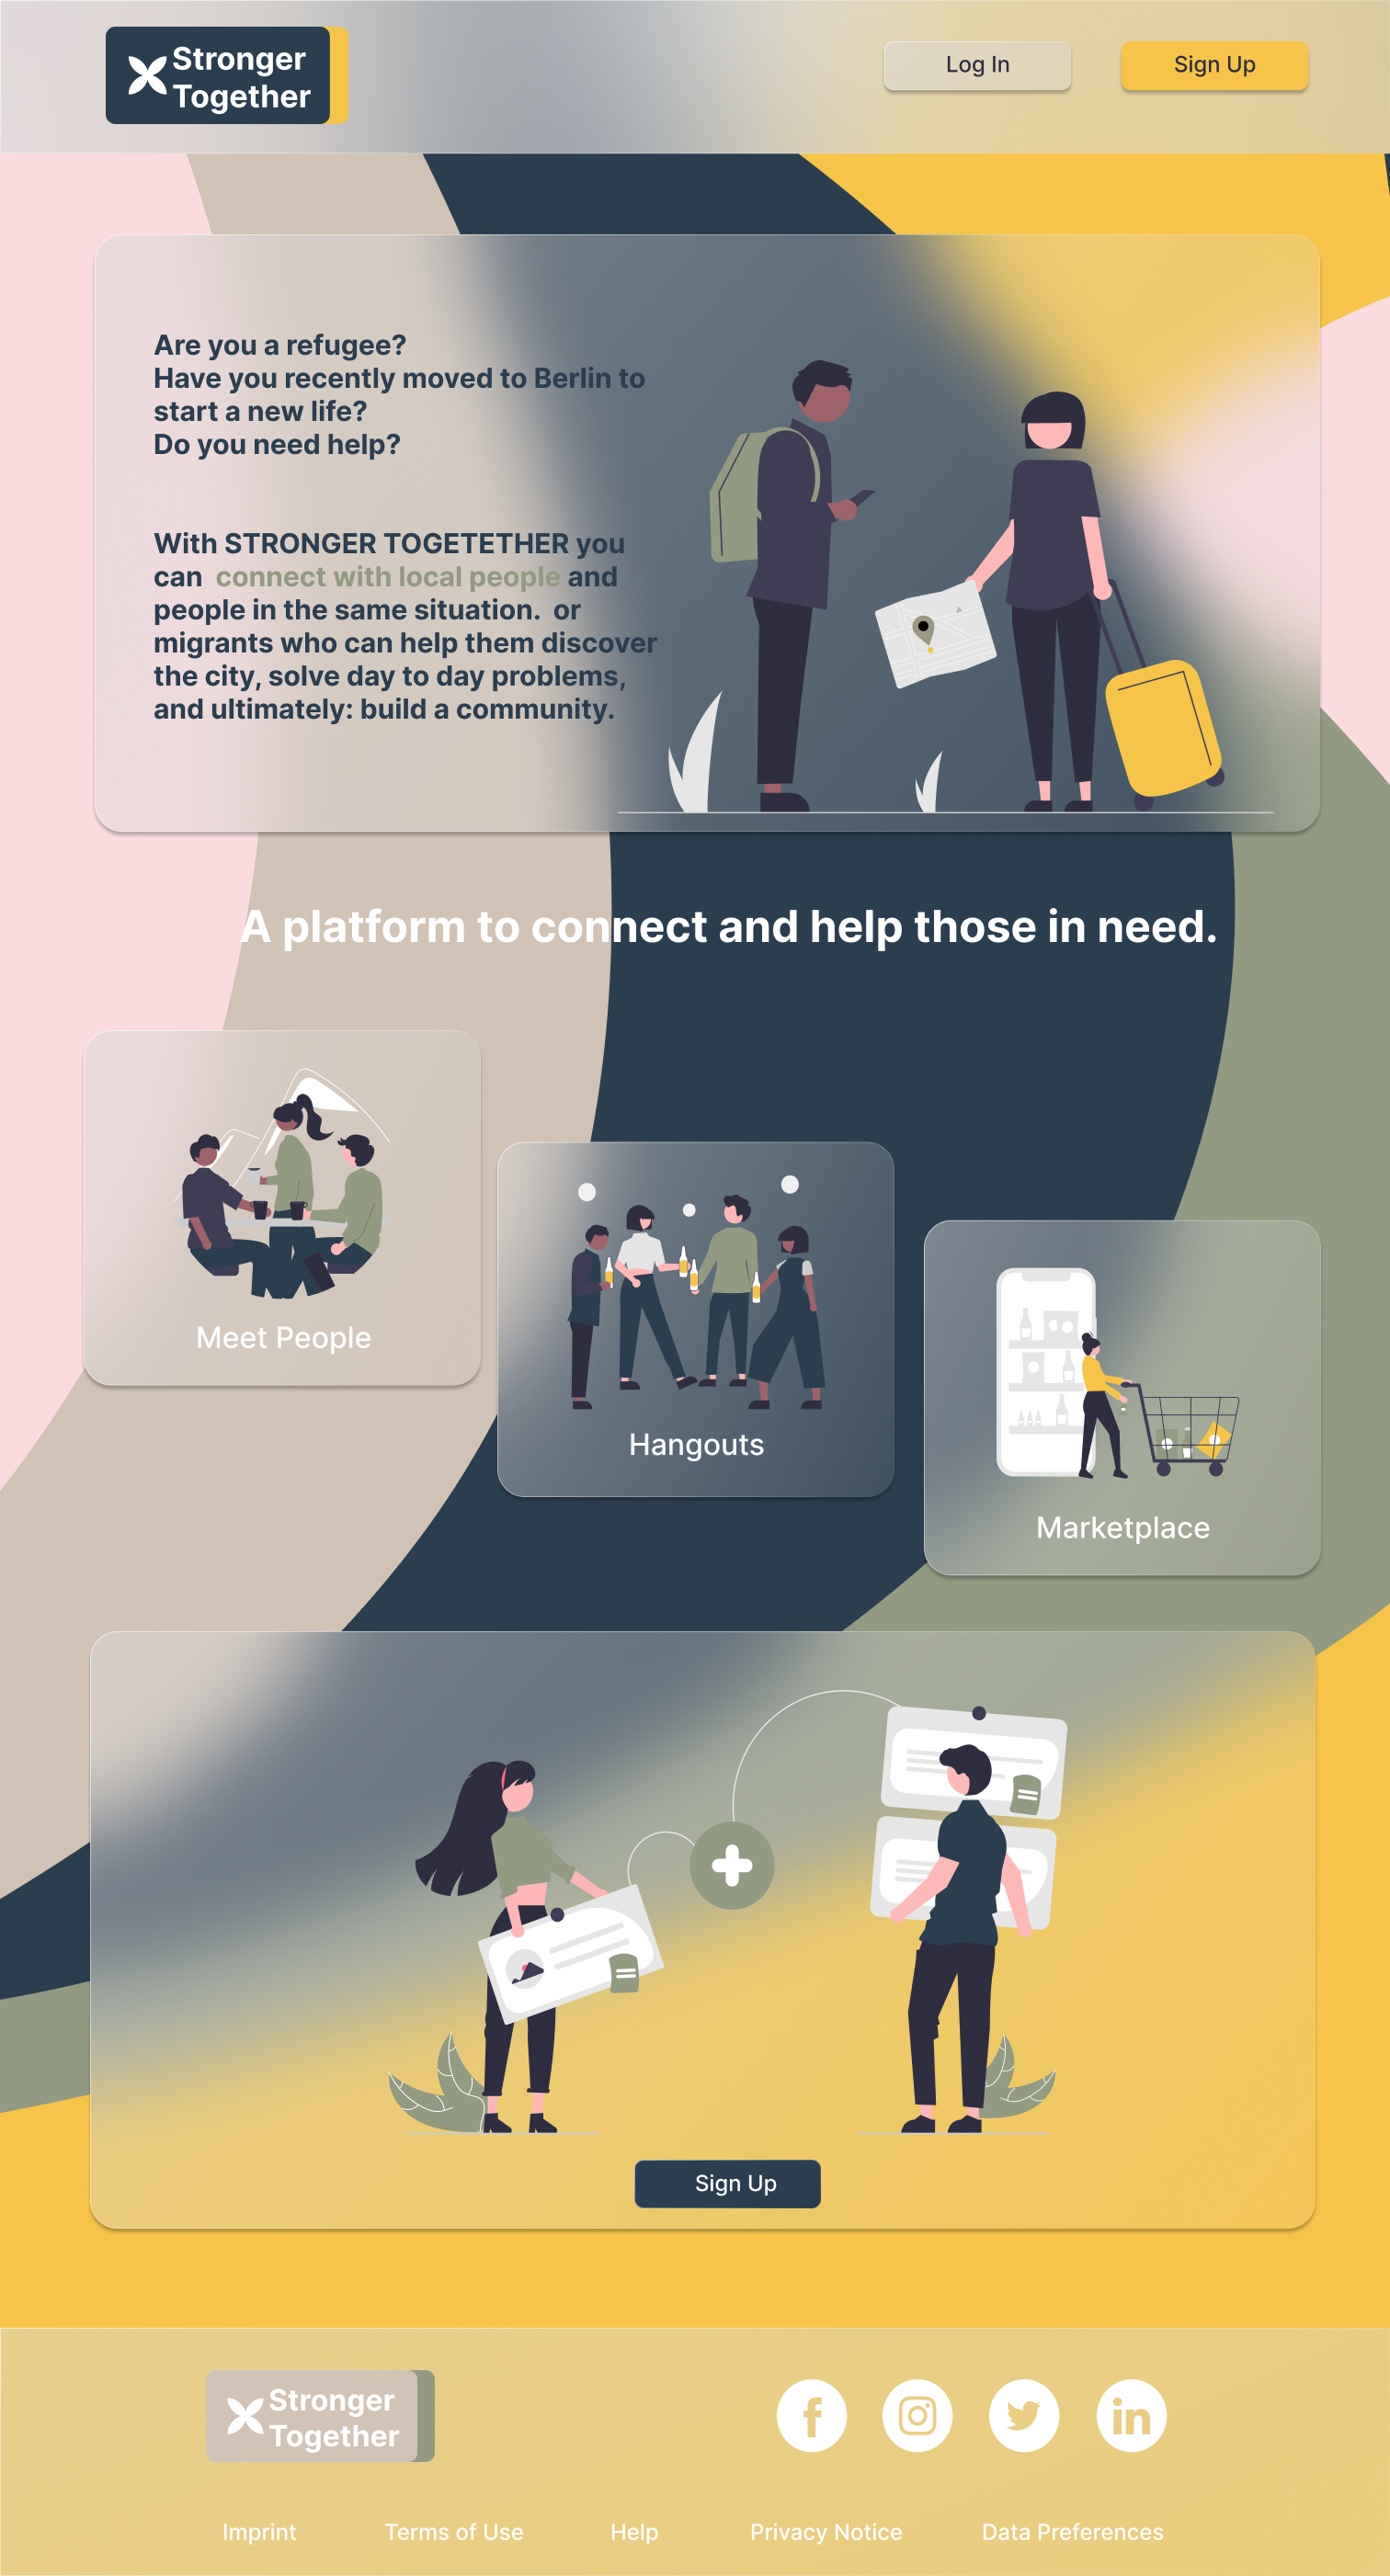 Stronger
Together
Log In
Sign Up
Are you a refugee?
Have you recently moved to Berlin to
start a new life?
Do you need help?
With STRONGER TOGETETHER you
can connect with local people and
people in the same situation. or
migrants who can help them discover
the city, solve day to day problems,
and ultimately: build a community.
A platform to connect and help those in need.
Meet People
Hangouts
Marketplace
Sign Up
Stronger
Together
Imprint
Terms of Use
Help
Privacy Notice
Data Preferences